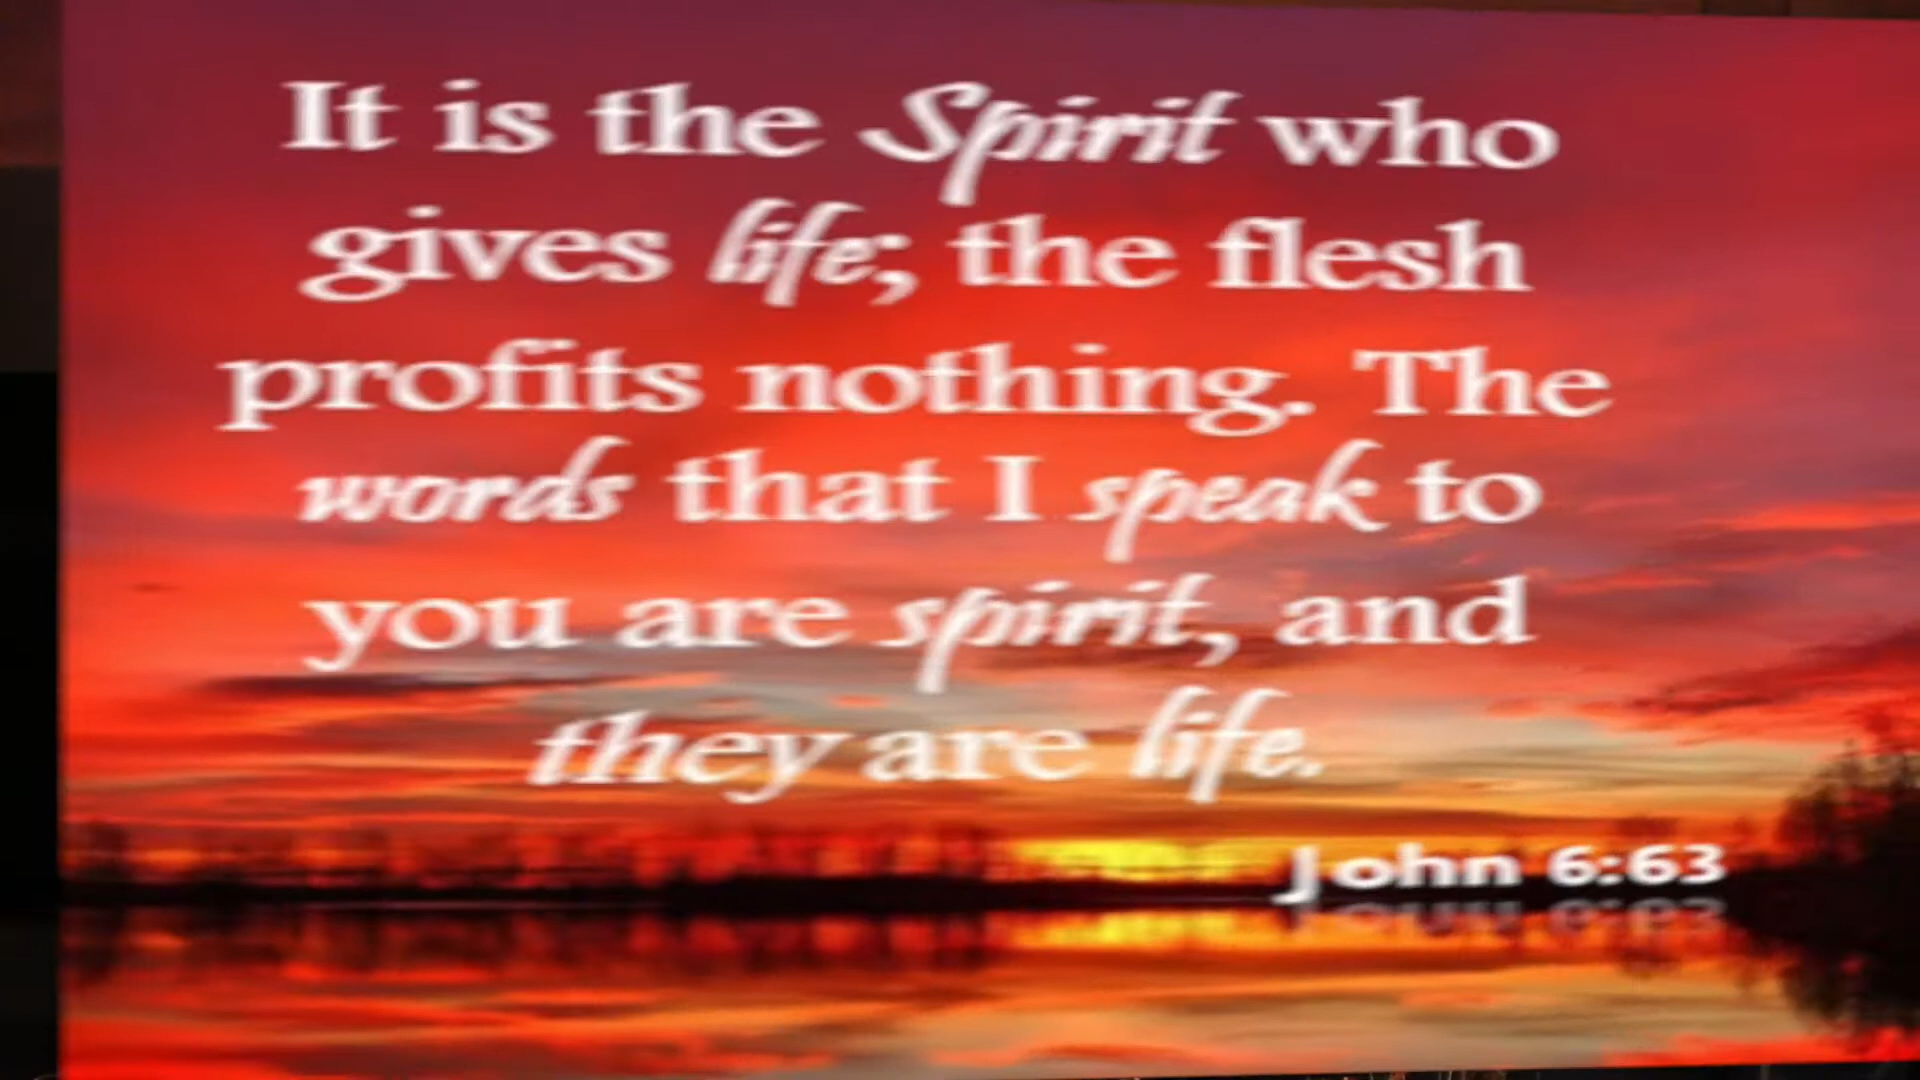 It is the Spirit who
gives life; the flesh
profits nothing. The
words that I speak to
you are spirit, and
they are life.
John 6:63